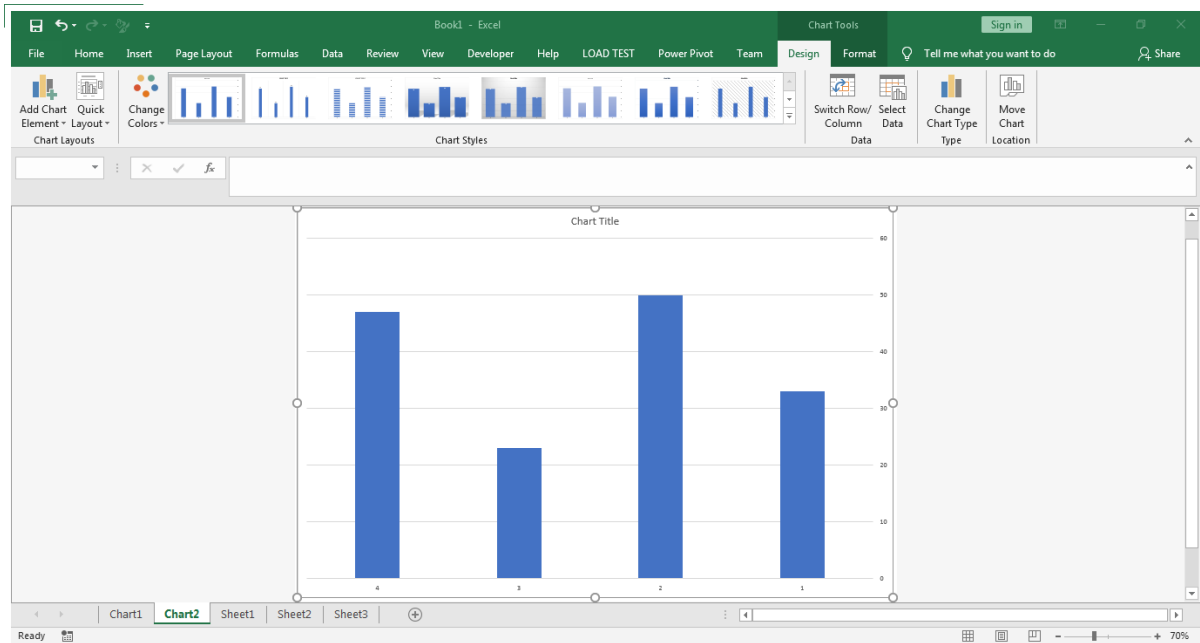 Book1 - Excel
Chart Tools
Sign in
File Home Insert Page Layout Formulas Data Review View Developer Help LOAD TEST Power Pivot Team Design Format Tell me what you want to do Share
Add Chart Element
Quick Layout
Change Colors
Switch Row/ Column
Select Data
Change Chart Type
Move Chart
Chart Layouts
Chart Styles
Data
Type
Location
fx
Chart Title
60
50
40
30
20
10
0
4 3 2 1
Chart1 Chart2 Sheet1 Sheet2 Sheet3
Ready
70%